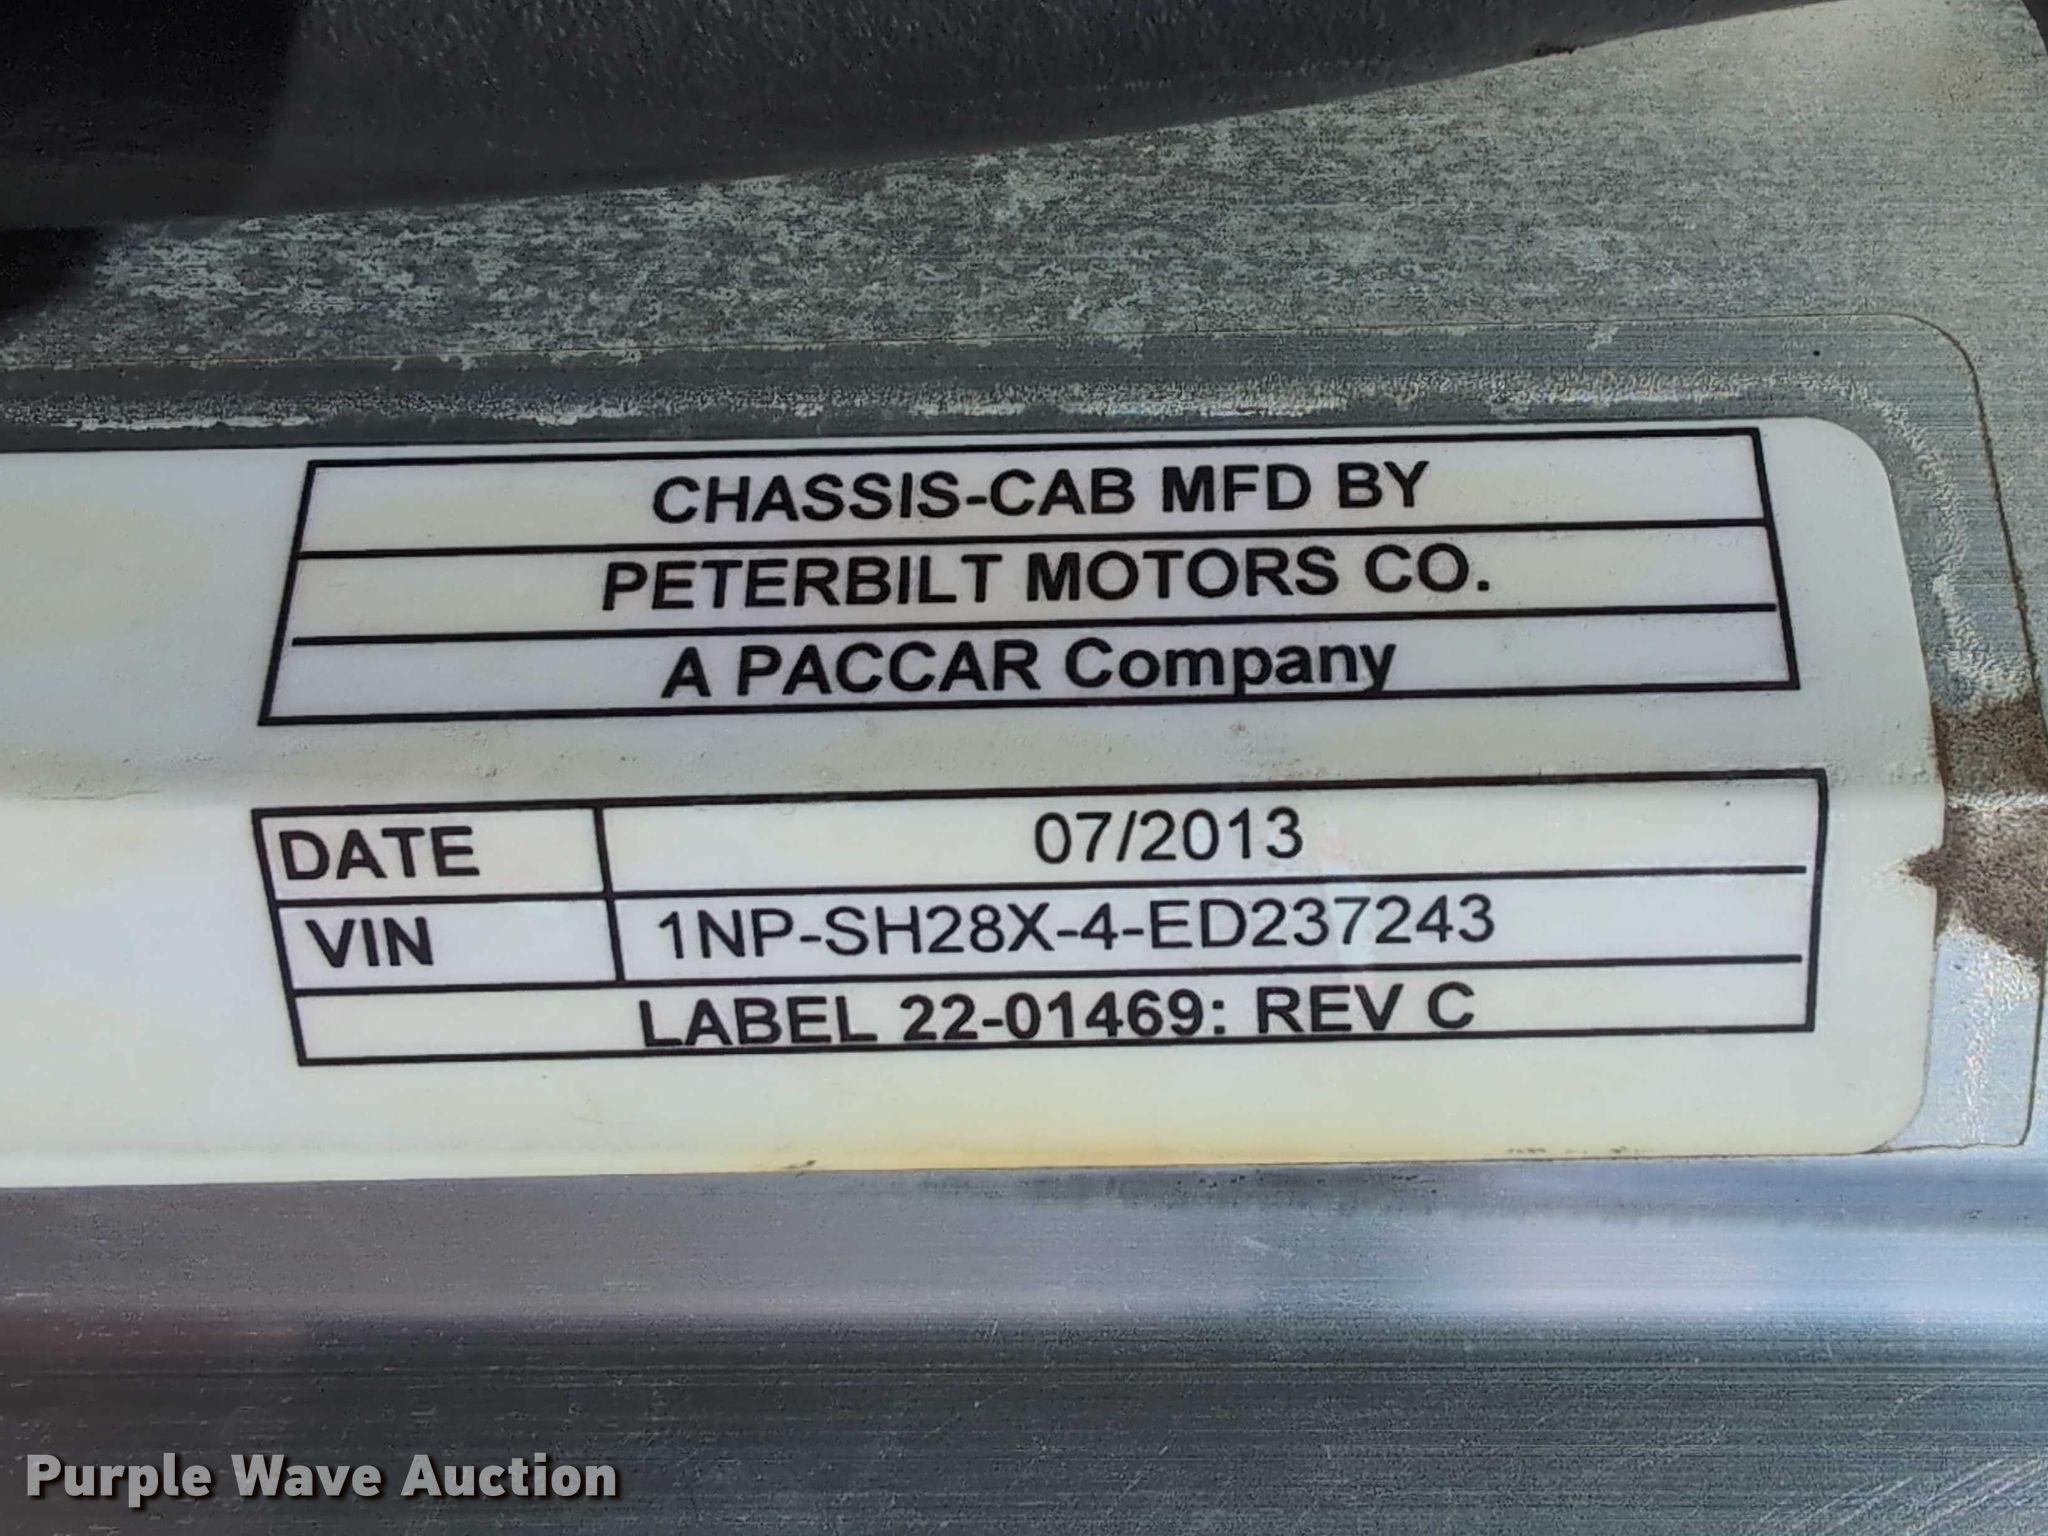 CHASSIS-CAB MFD BY
PETERBILT MOTORS CO.
A PACCAR Company
DATE 07/2013
VIN 1NP-SH28X-4-ED237243
LABEL 22-01469: REV C
Purple Wave Auction